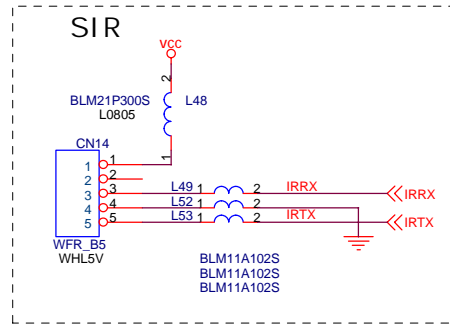 SIR
VCC
2
BLM21P300S L48
L0805
CN14
1
1 1
2 2
3 3 L49 1 2 IRRX IRRX
4 4 L52 1 2
5 5 L53 1 2 IRTX IRTX
WFR_B5
WHL5V
BLM11A102S
BLM11A102S
BLM11A102S